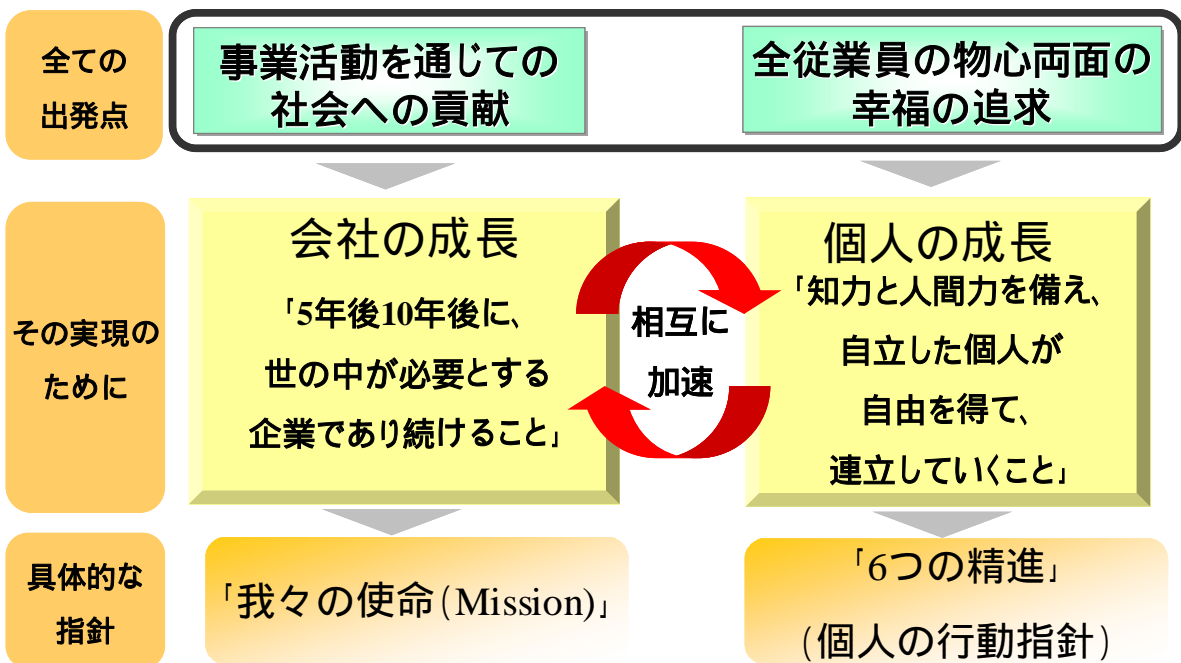 全ての
出発点
事業活動を通じての
社会への貢献
全従業員の物心両面の
幸福の追求
その実現の
ために
会社の成長
「5年後10年後に、
世の中が必要とする
企業であり続けること」
相互に
加速
個人の成長
「知力と人間力を備え、
自立した個人が
自由を得て、
連立していくこと」
具体的な
指針
「我々の使命(Mission)」
「6つの精進」
(個人の行動指針)